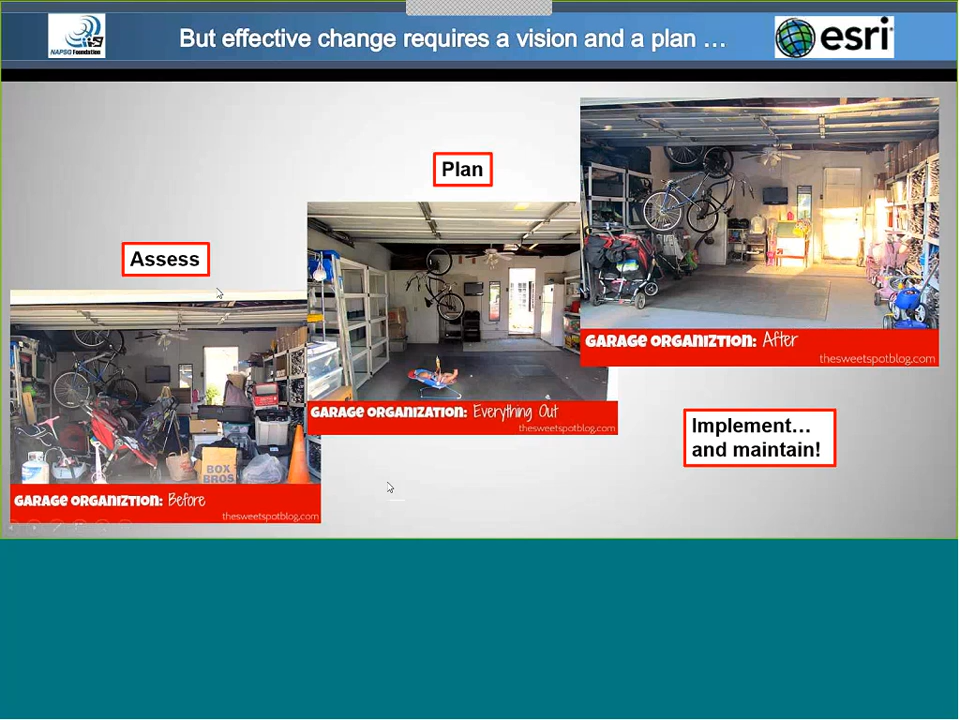 NAPSG Foundation
But effective change requires a vision and a plan …
esri
Plan
Assess
GARAGE ORGANIZTION: After
thesweetspotblog.com
GARAGE ORGANIZATION: Everything Out
thesweetspotblog.com
Implement…
and maintain!
BOX
BROS
GARAGE ORGANIZTION: Before
thesweetspotblog.com